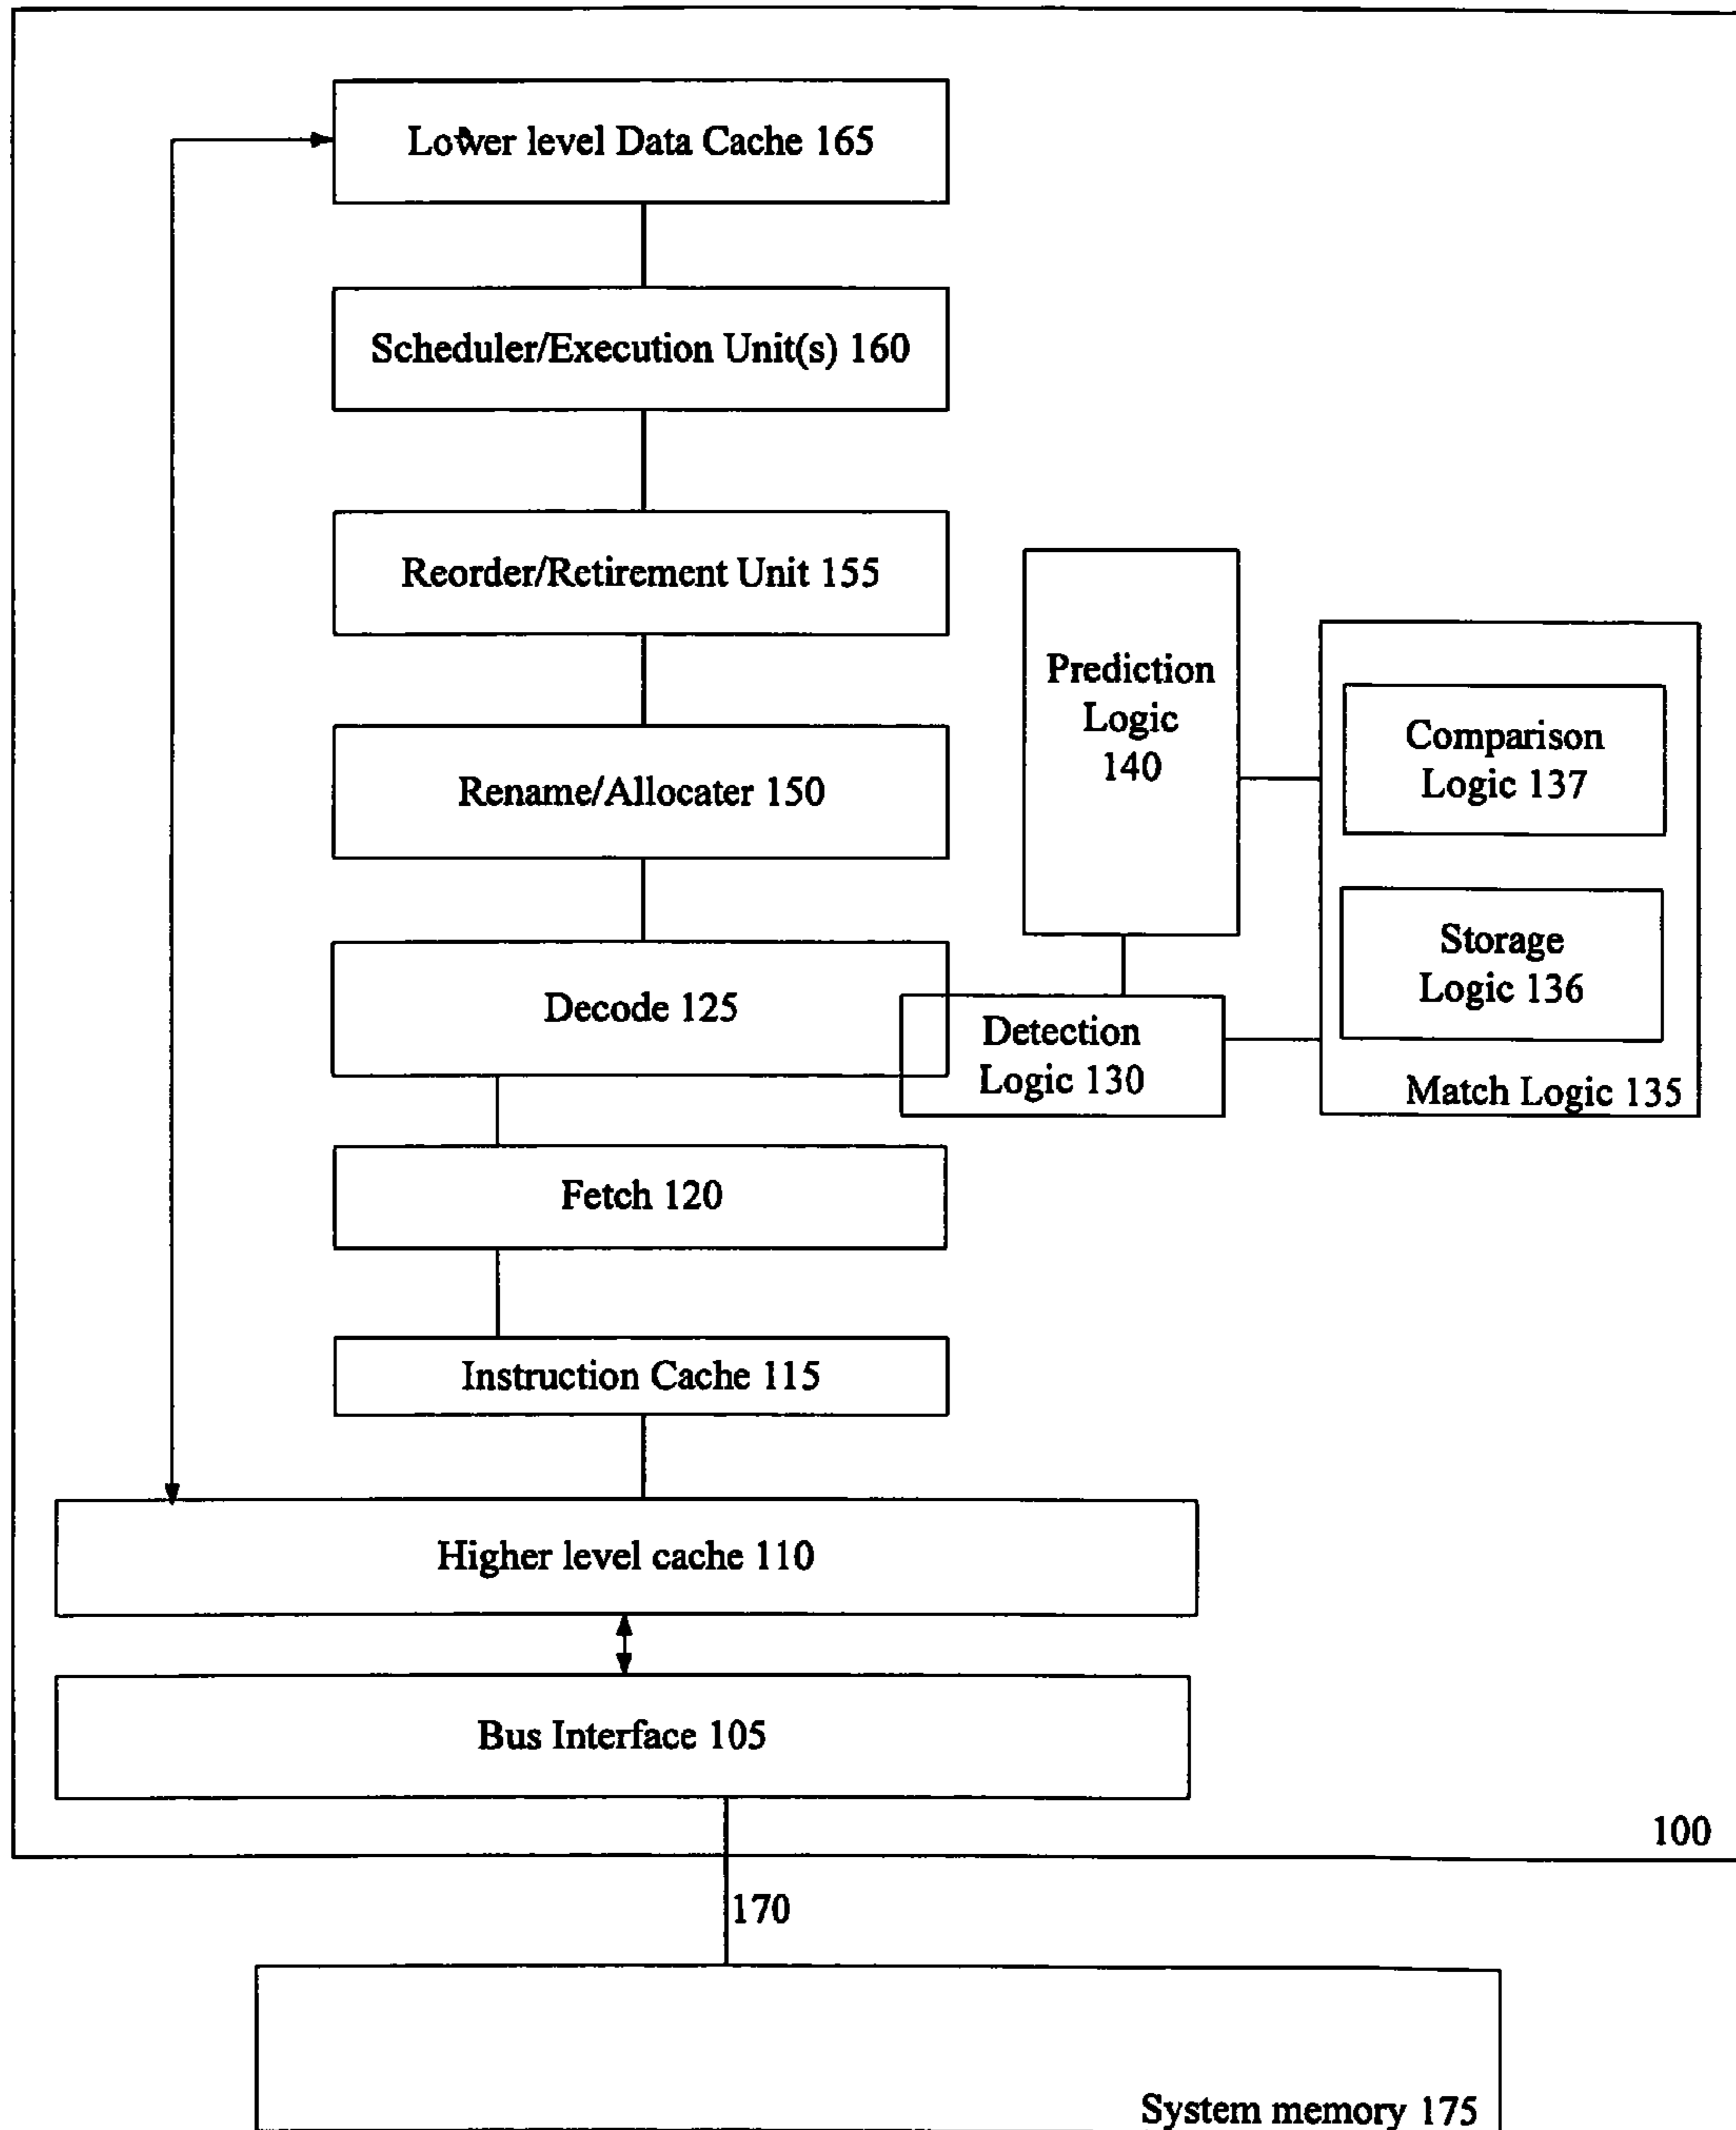 Lower level Data Cache 165
Scheduler/Execution Unit(s) 160
Reorder/Retirement Unit 155
Prediction
Logic
140
Comparison
Logic 137
Rename/Allocater 150
Storage
Logic 136
Decode 125
Detection
Logic 130
Match Logic 135
Fetch 120
Instruction Cache 115
Higher level cache 110
Bus Interface 105
100
170
System memory 175